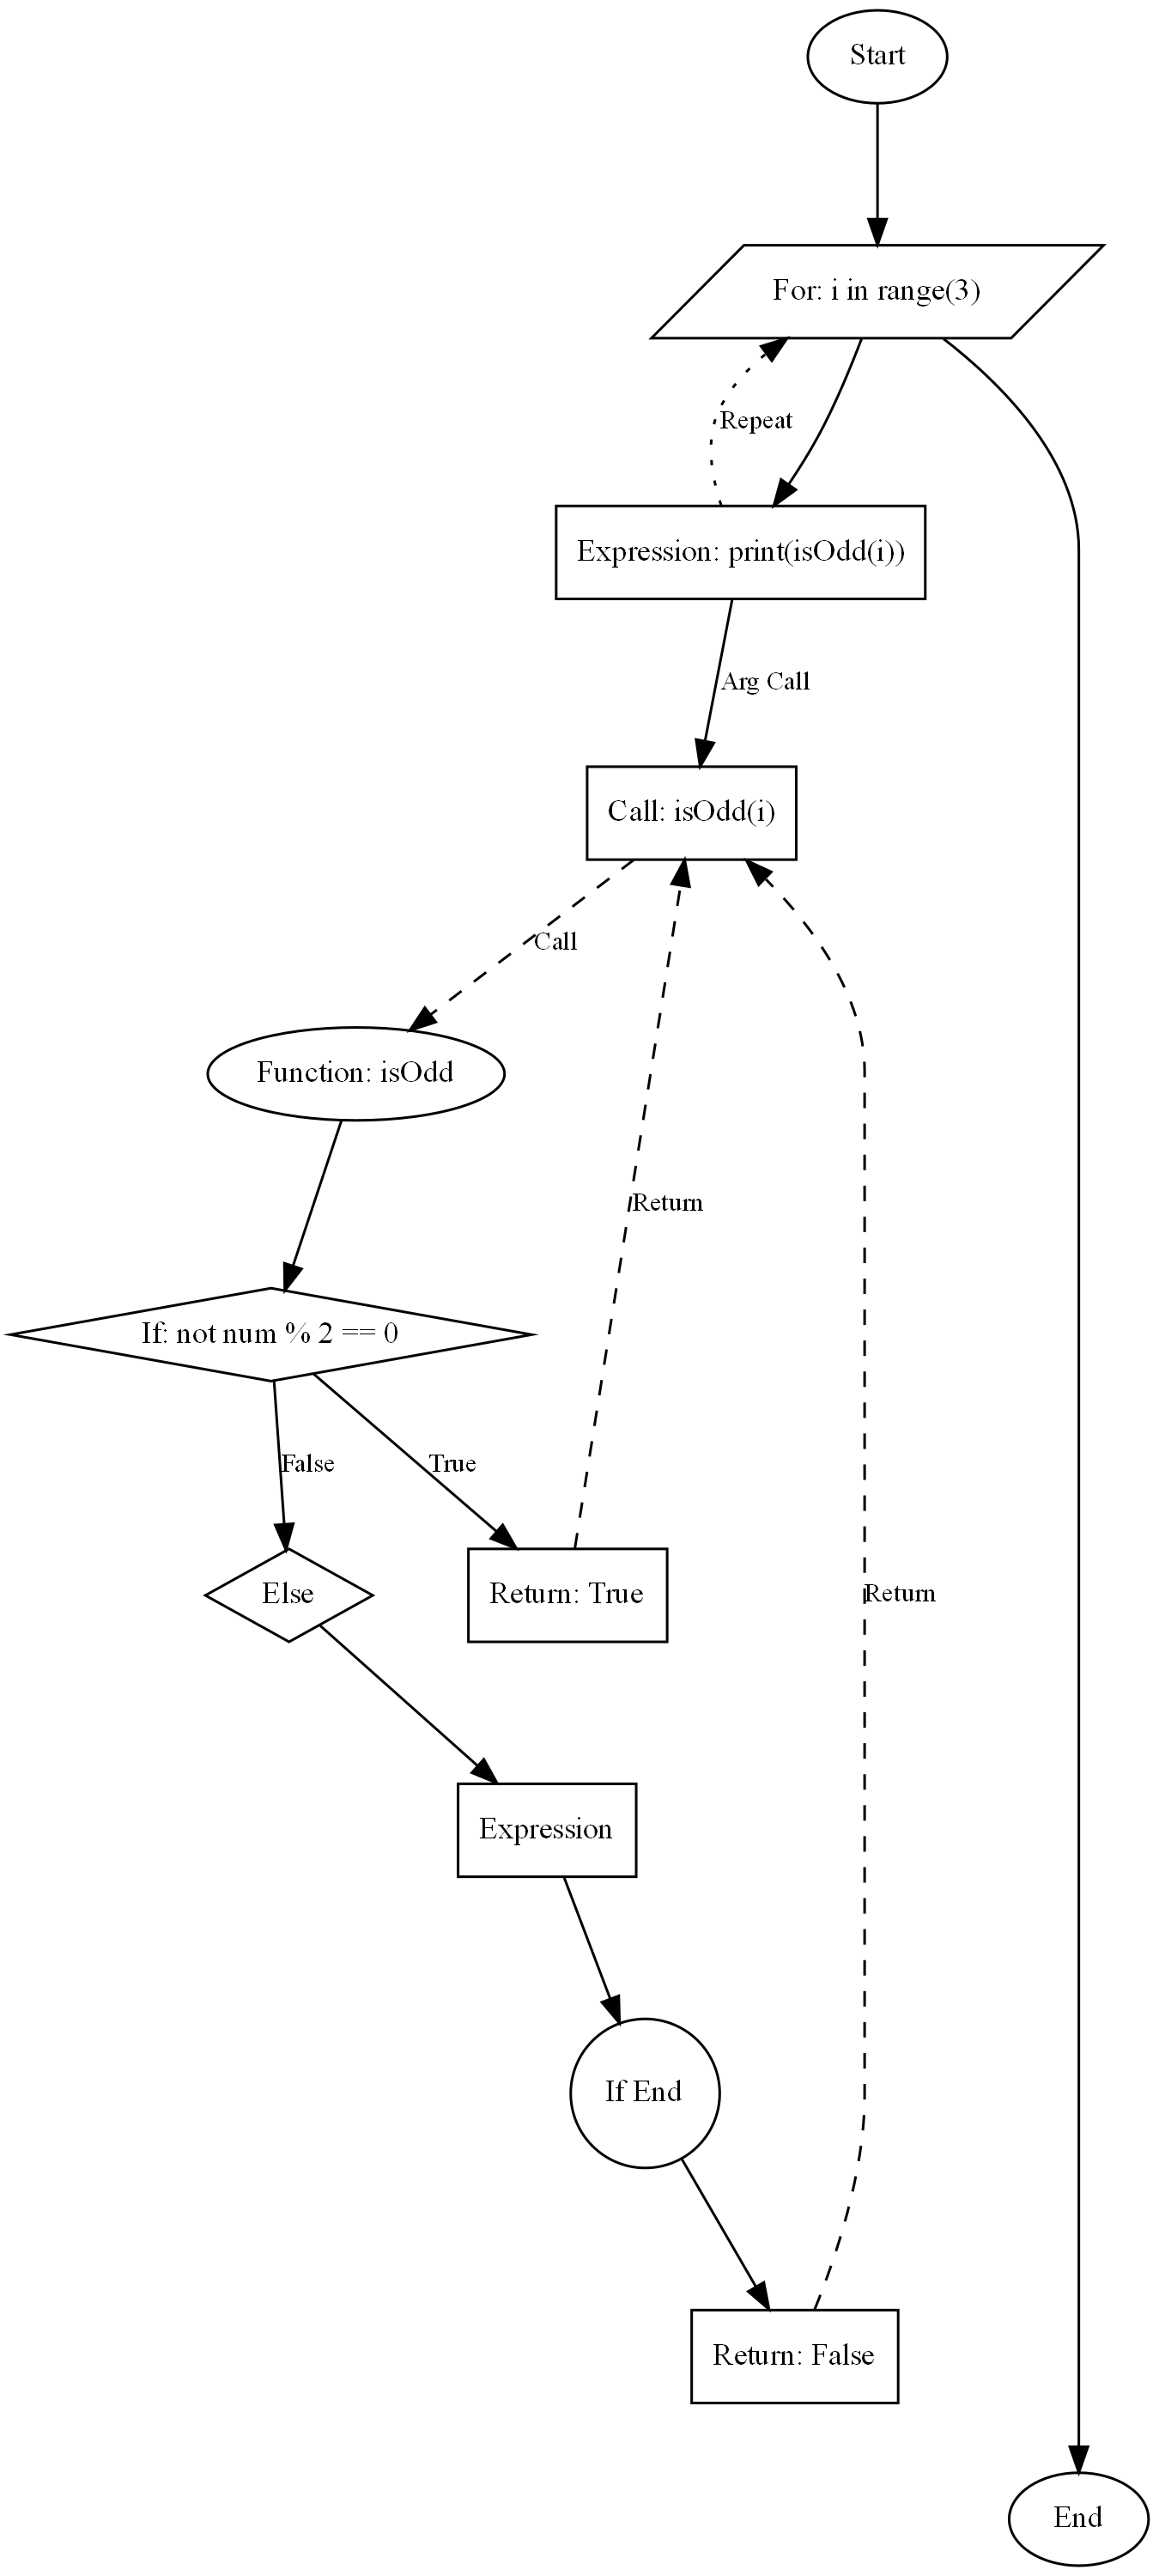 Start
For: i in range(3)
Repeat
Expression: print(isOdd(i))
Arg Call
Call: isOdd(i)
Call
Function: isOdd
Return
If: not num % 2 == 0
False
True
Else
Return: True
Return
Expression
If End
Return: False
End